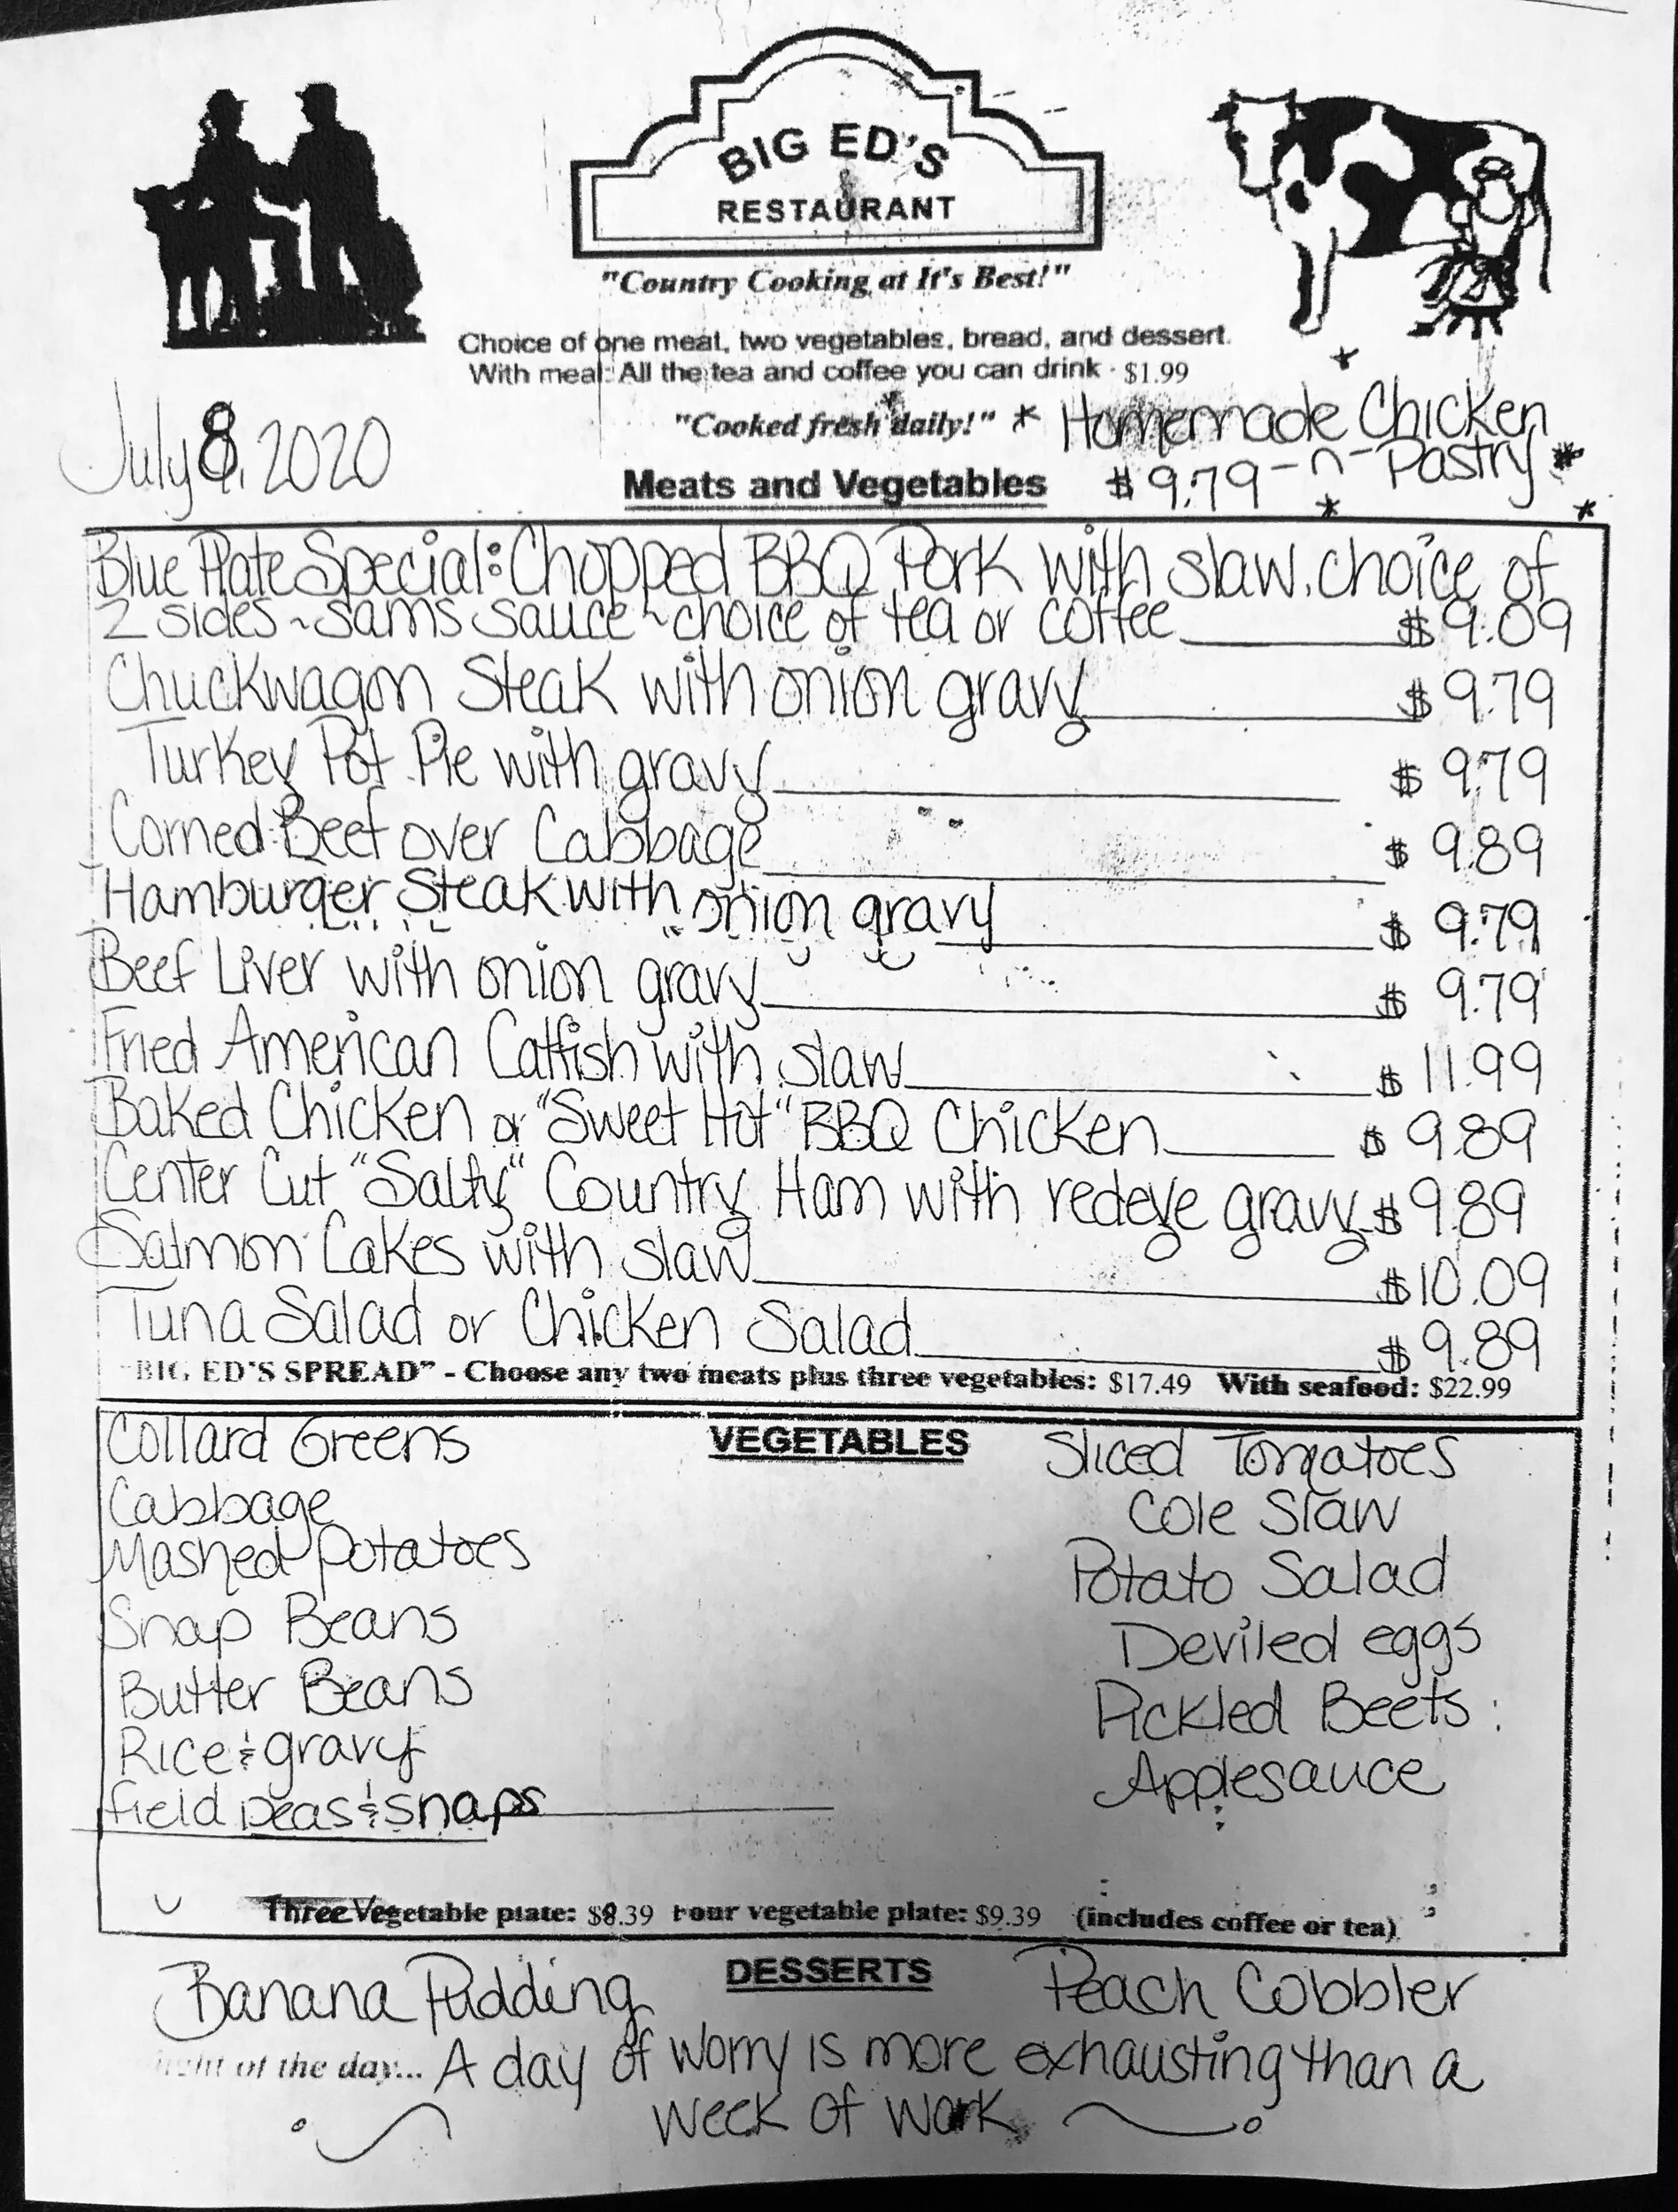 BIG ED'S
RESTAURANT
"Country Cooking at It's Best!"
Choice of one meat, two vegetables, bread, and dessert.
With meal: All the tea and coffee you can drink - $1.99
"Cooked fresh daily!" * Homemade Chicken
July 8, 2020
$9.79 -n- Pastry *
Meats and Vegetables
Blue Plate Special: Chopped BBQ Pork with slaw, choice of
2 sides ~ Sams sauce ~ choice of tea or coffee $9.09
Chuckwagon Steak with onion gravy $9.79
Turkey Pot Pie with gravy $9.79
Corned Beef over Cabbage $9.89
Hamburger Steak with onion gravy $9.79
Beef Liver with onion gravy $9.79
Fried American Catfish with slaw $11.99
Baked Chicken or "Sweet Hot" BBQ Chicken $9.89
Center Cut "Salty" Country Ham with redeye gravy $9.89
Salmon Cakes with slaw $10.09
Tuna Salad or Chicken Salad $9.89
"BIG ED'S SPREAD" - Choose any two meats plus three vegetables: $17.49 With seafood: $22.99
VEGETABLES
Collard Greens
Cabbage
Mashed Potatoes
Snap Beans
Butter Beans
Rice & gravy
field peas & snaps
Sliced Tomatoes
Cole Slaw
Potato Salad
Deviled eggs
Pickled Beets
Applesauce
Three Vegetable plate: $8.39 Four vegetable plate: $9.39 (includes coffee or tea)
DESSERTS
Banana Pudding Peach Cobbler
of the day... A day of worry is more exhausting than a
week of work